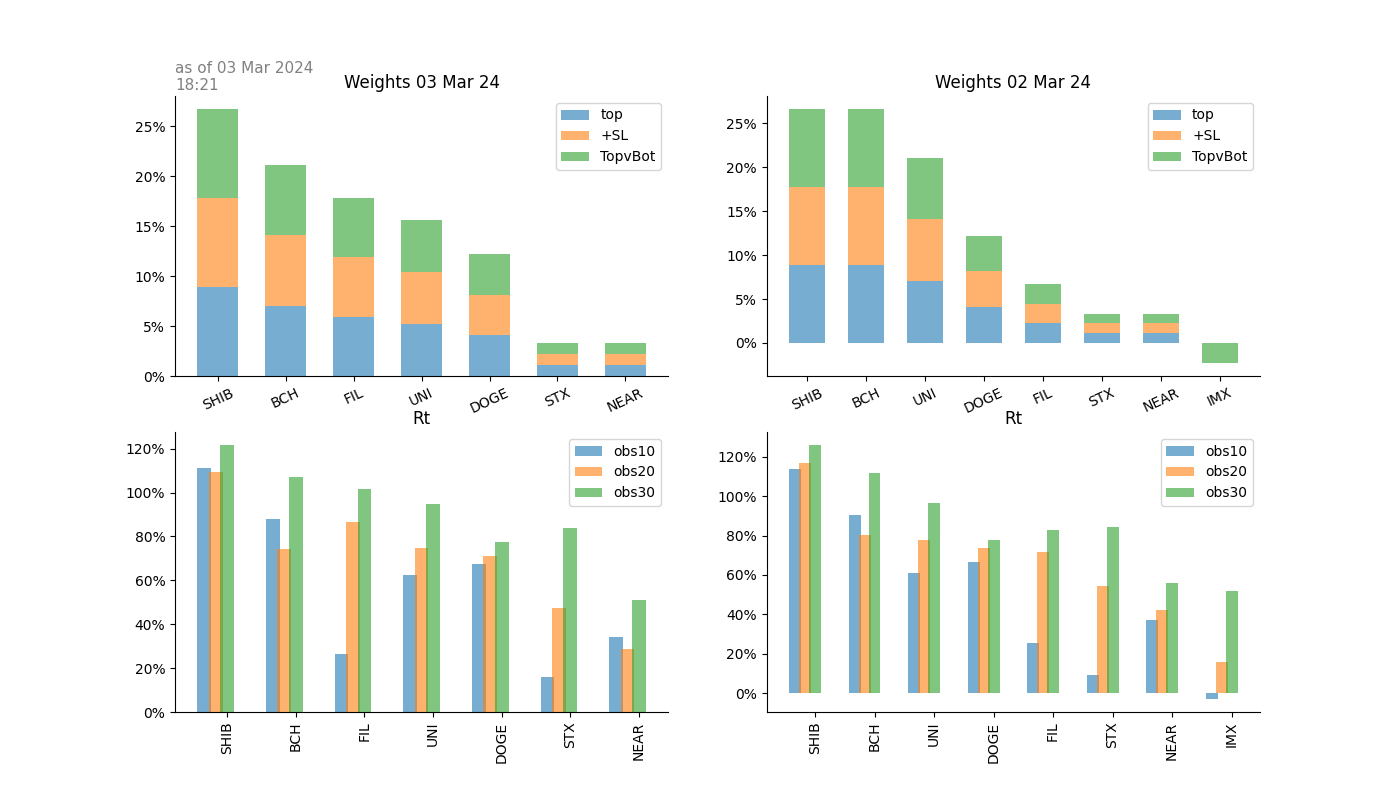 as of 03 Mar 2024
18:21
Weights 03 Mar 24
25%
20%
15%
10%
5%
0%
top
+SL
TopvBot
SHIB
BCH
FIL
UNI
DOGE
STX
NEAR
Weights 02 Mar 24
25%
20%
15%
10%
5%
0%
top
+SL
TopvBot
SHIB
BCH
UNI
DOGE
FIL
STX
NEAR
IMX
Rt
120%
100%
80%
60%
40%
20%
0%
obs10
obs20
obs30
SHIB
BCH
FIL
UNI
DOGE
STX
NEAR
Rt
120%
100%
80%
60%
40%
20%
0%
obs10
obs20
obs30
SHIB
BCH
UNI
DOGE
FIL
STX
NEAR
IMX